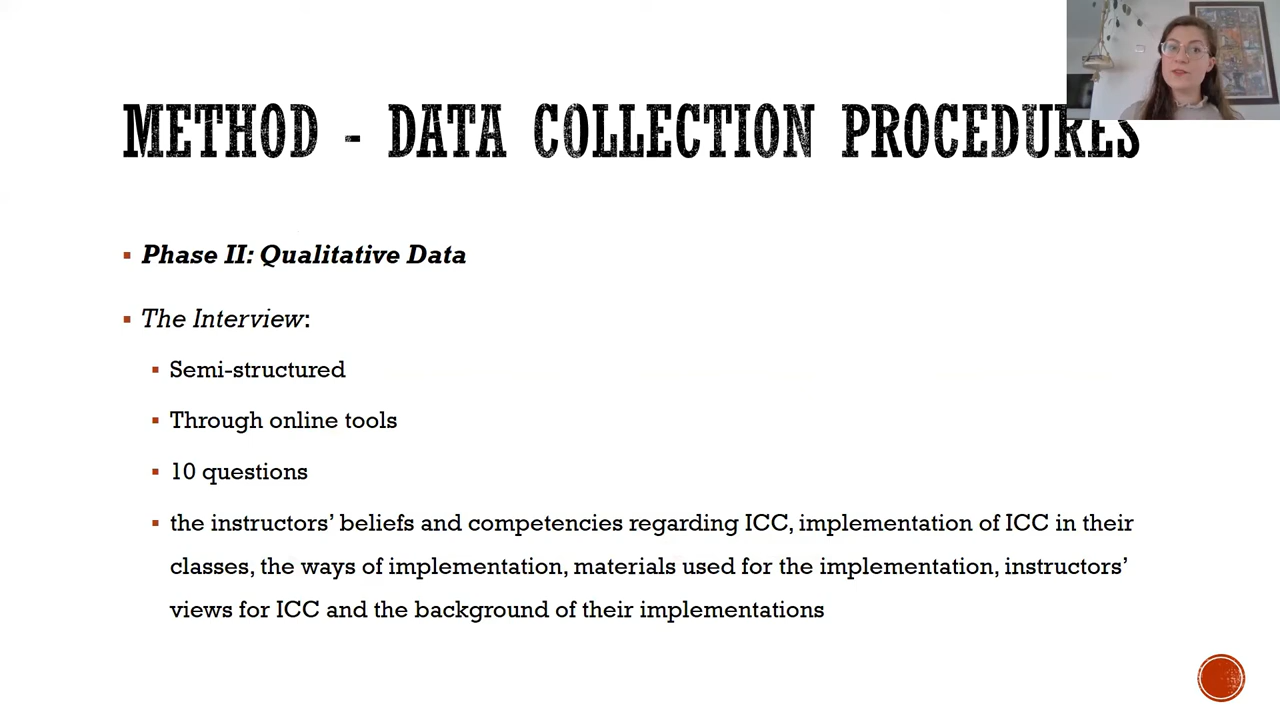 METHOD - DATA COLLECTION PROCEDURES
Phase II: Qualitative Data
The Interview:
Semi-structured
Through online tools
10 questions
the instructors’ beliefs and competencies regarding ICC, implementation of ICC in their
classes, the ways of implementation, materials used for the implementation, instructors’
views for ICC and the background of their implementations